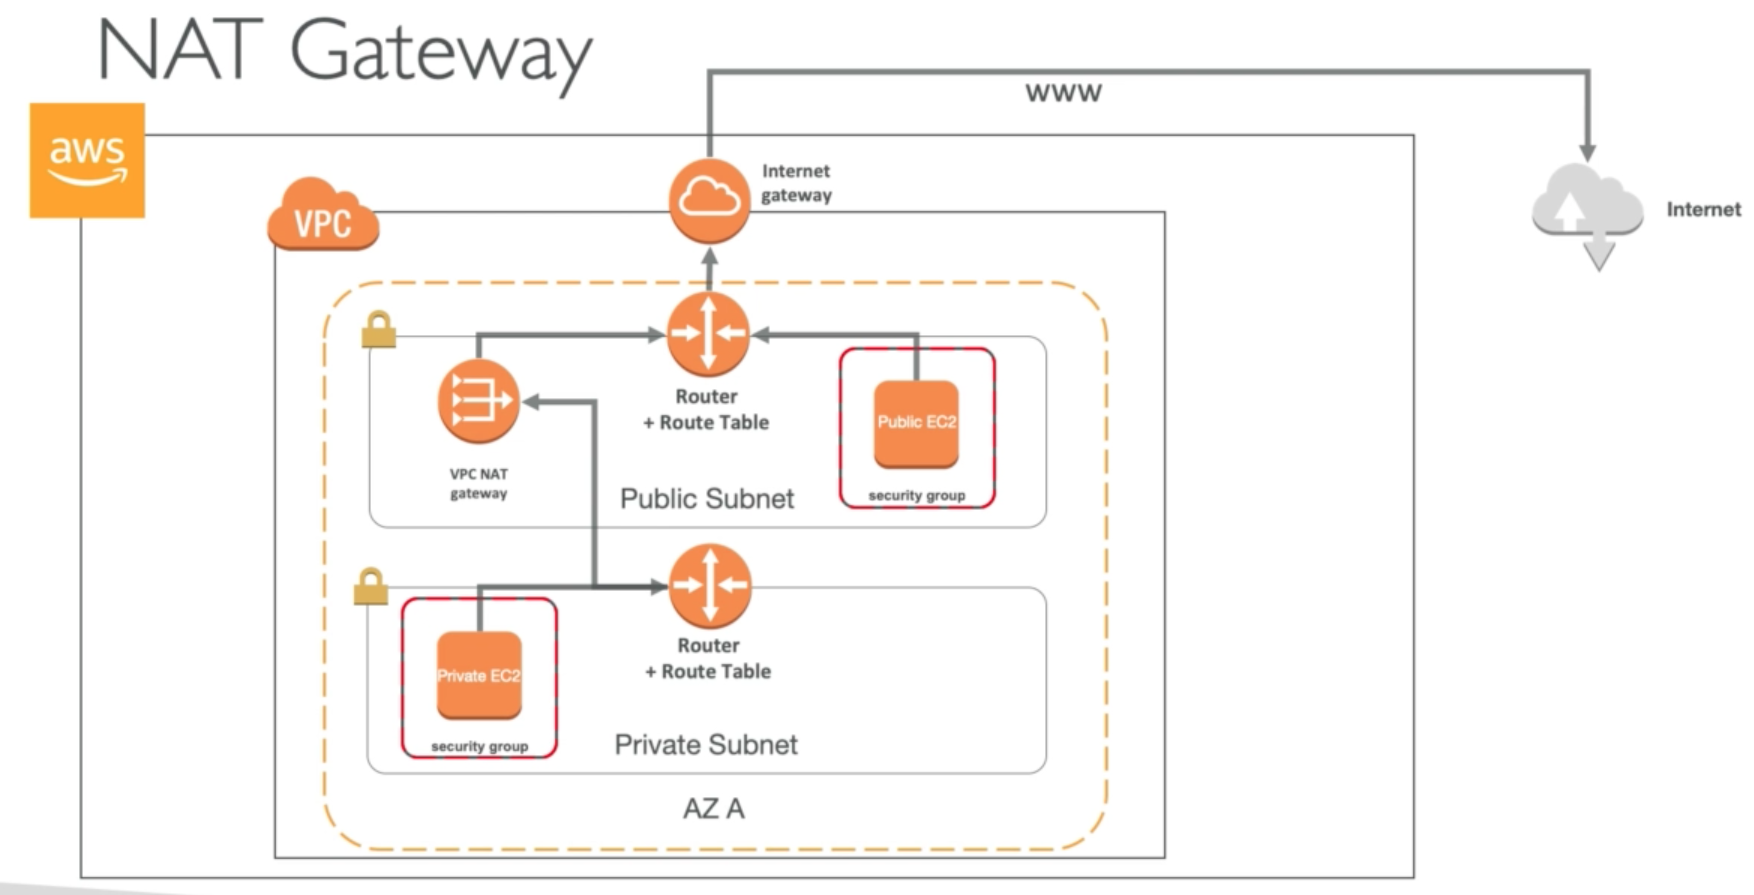 NAT Gateway
www
aws
Internet
gateway
VPC
Internet
Router
+ Route Table
Public EC2
VPC NAT
gateway
security group
Public Subnet
Router
+ Route Table
Private EC2
security group
Private Subnet
AZ A